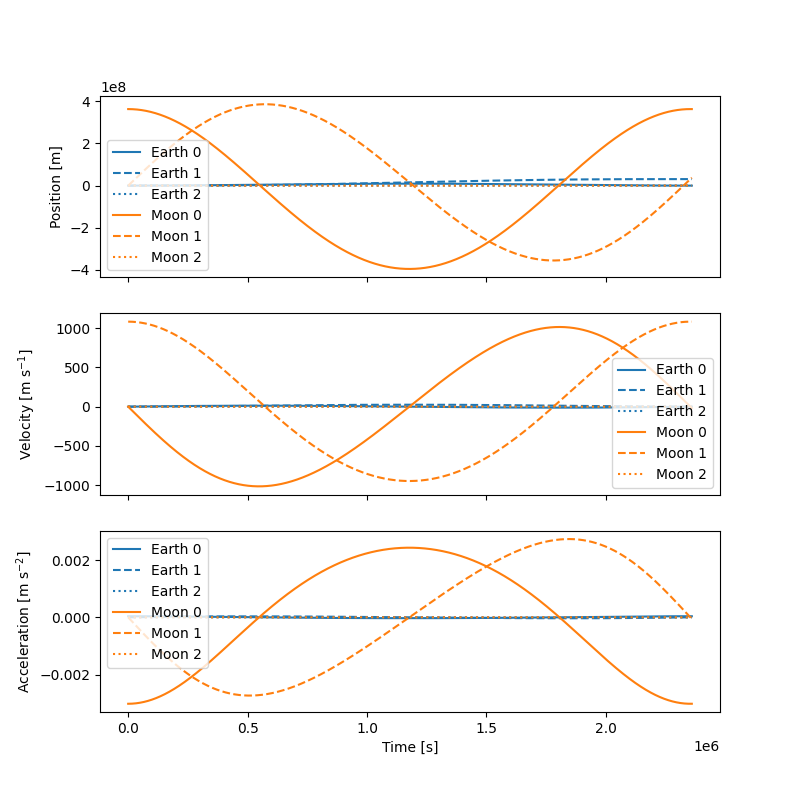 1e8
4
2
0
−2
−4
Position [m]
Earth 0
Earth 1
Earth 2
Moon 0
Moon 1
Moon 2
1000
500
0
−500
−1000
Velocity [m s⁻¹]
Earth 0
Earth 1
Earth 2
Moon 0
Moon 1
Moon 2
0.002
0.000
−0.002
Acceleration [m s⁻²]
Earth 0
Earth 1
Earth 2
Moon 0
Moon 1
Moon 2
0.0 0.5 1.0 1.5 2.0
Time [s]
1e6